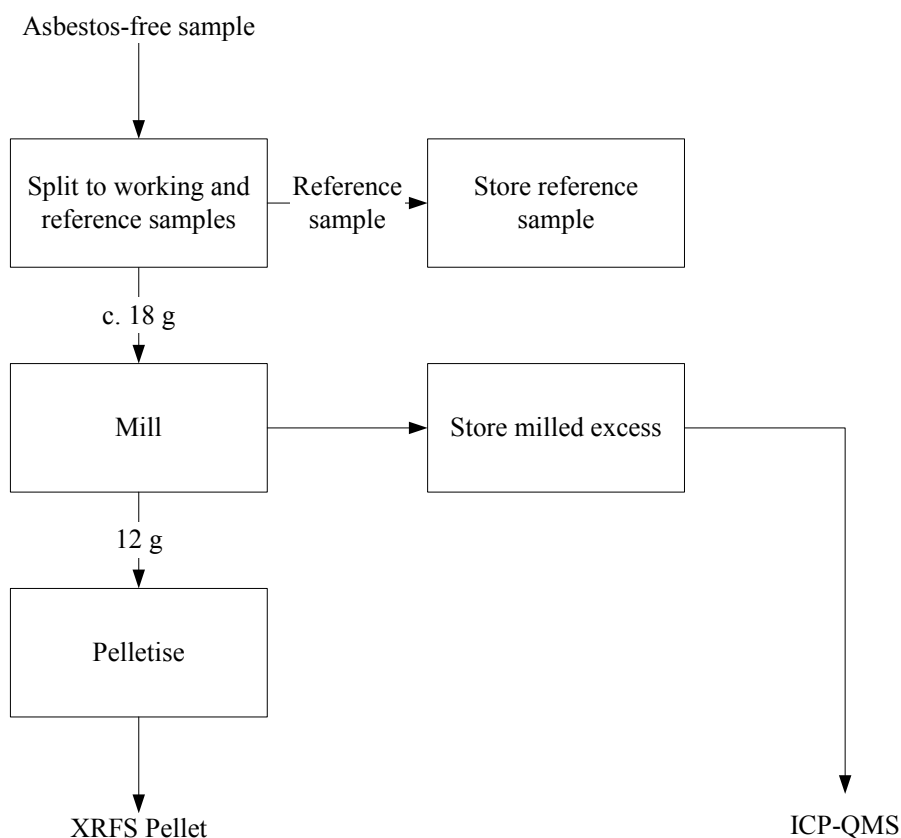 Asbestos-free sample
Split to working and
reference samples
Reference
sample
Store reference
sample
c. 18 g
Mill
Store milled excess
12 g
Pelletise
XRFS Pellet
ICP-QMS